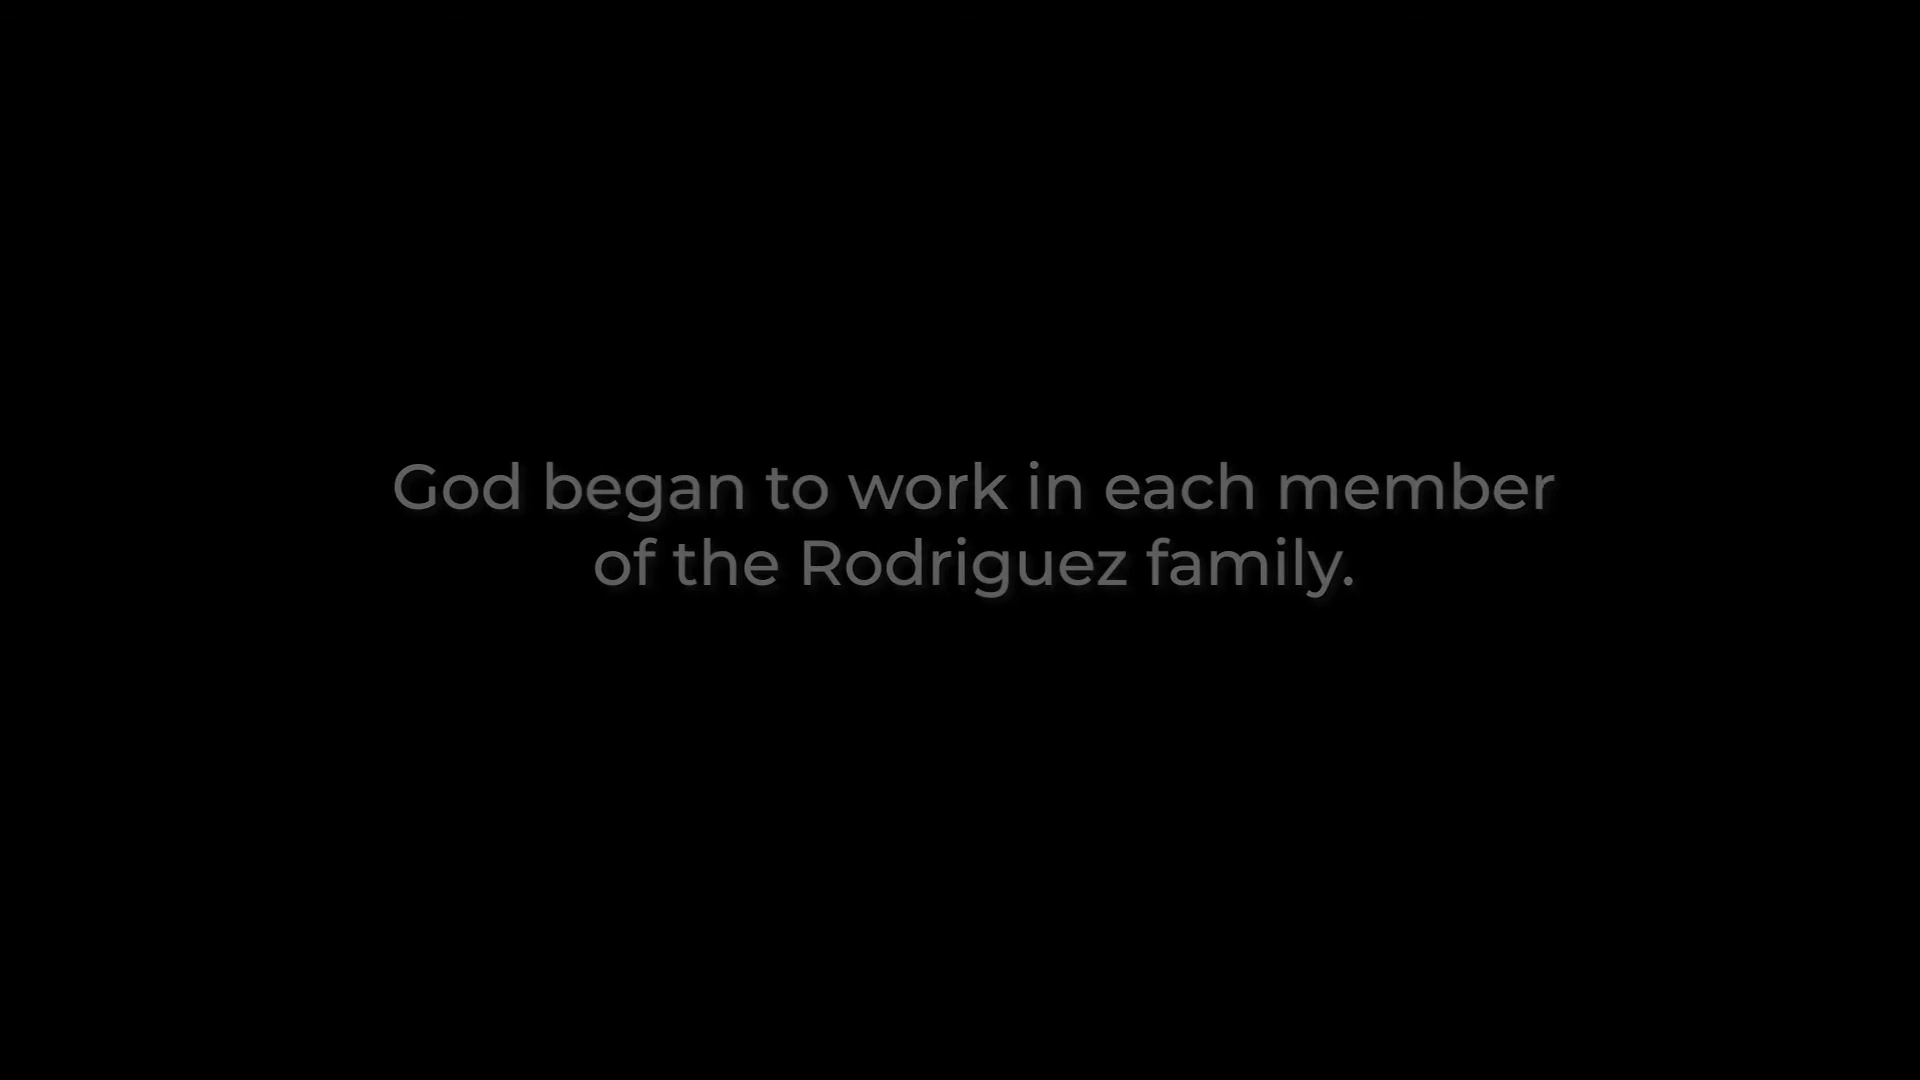 God began to work in each member
of the Rodriguez family.